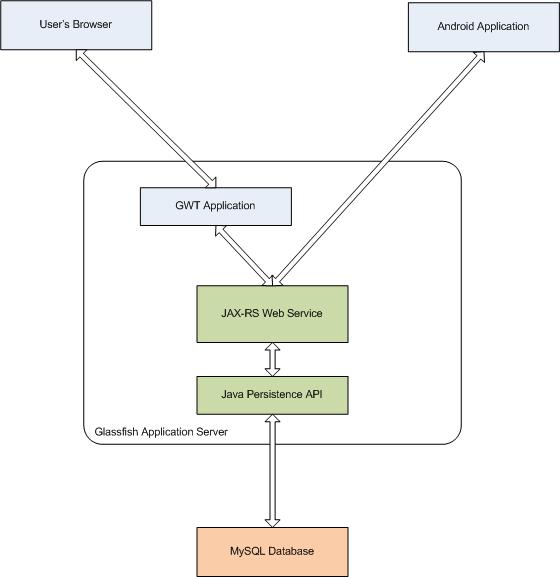 User's Browser
Android Application
GWT Application
JAX-RS Web Service
Java Persistence API
Glassfish Application Server
MySQL Database